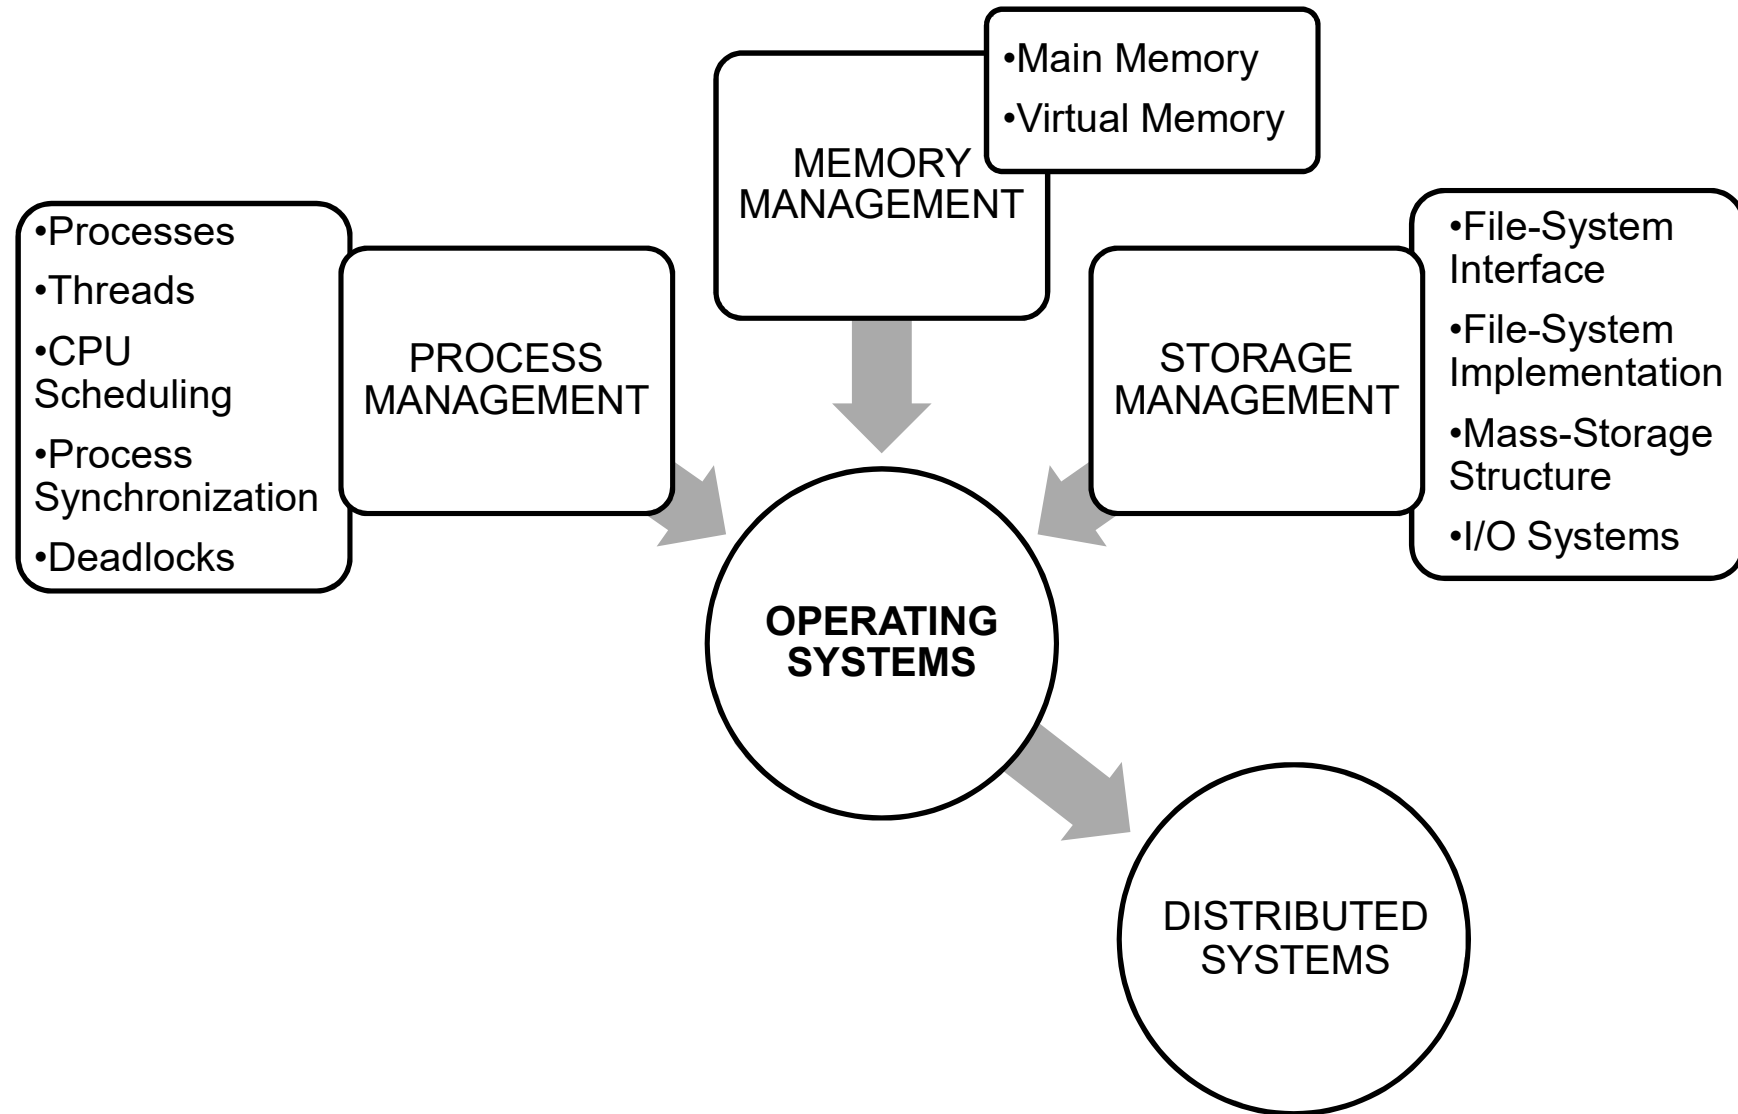 •Main Memory
•Virtual Memory
MEMORY
MANAGEMENT
•Processes
•Threads
•CPU
Scheduling
•Process
Synchronization
•Deadlocks
PROCESS
MANAGEMENT
STORAGE
MANAGEMENT
•File-System
Interface
•File-System
Implementation
•Mass-Storage
Structure
•I/O Systems
OPERATING
SYSTEMS
DISTRIBUTED
SYSTEMS